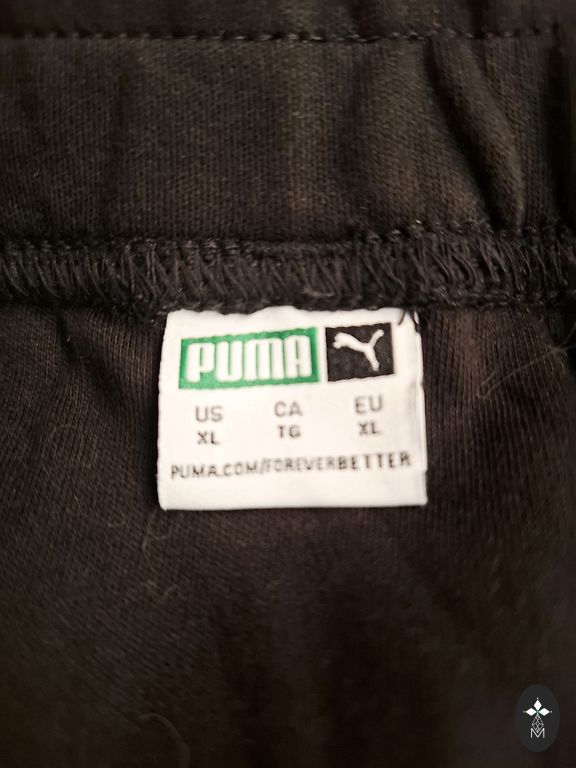 PUMA
US CA EU
XL TG XL
PUMA.COM/FOREVERBETTER
M